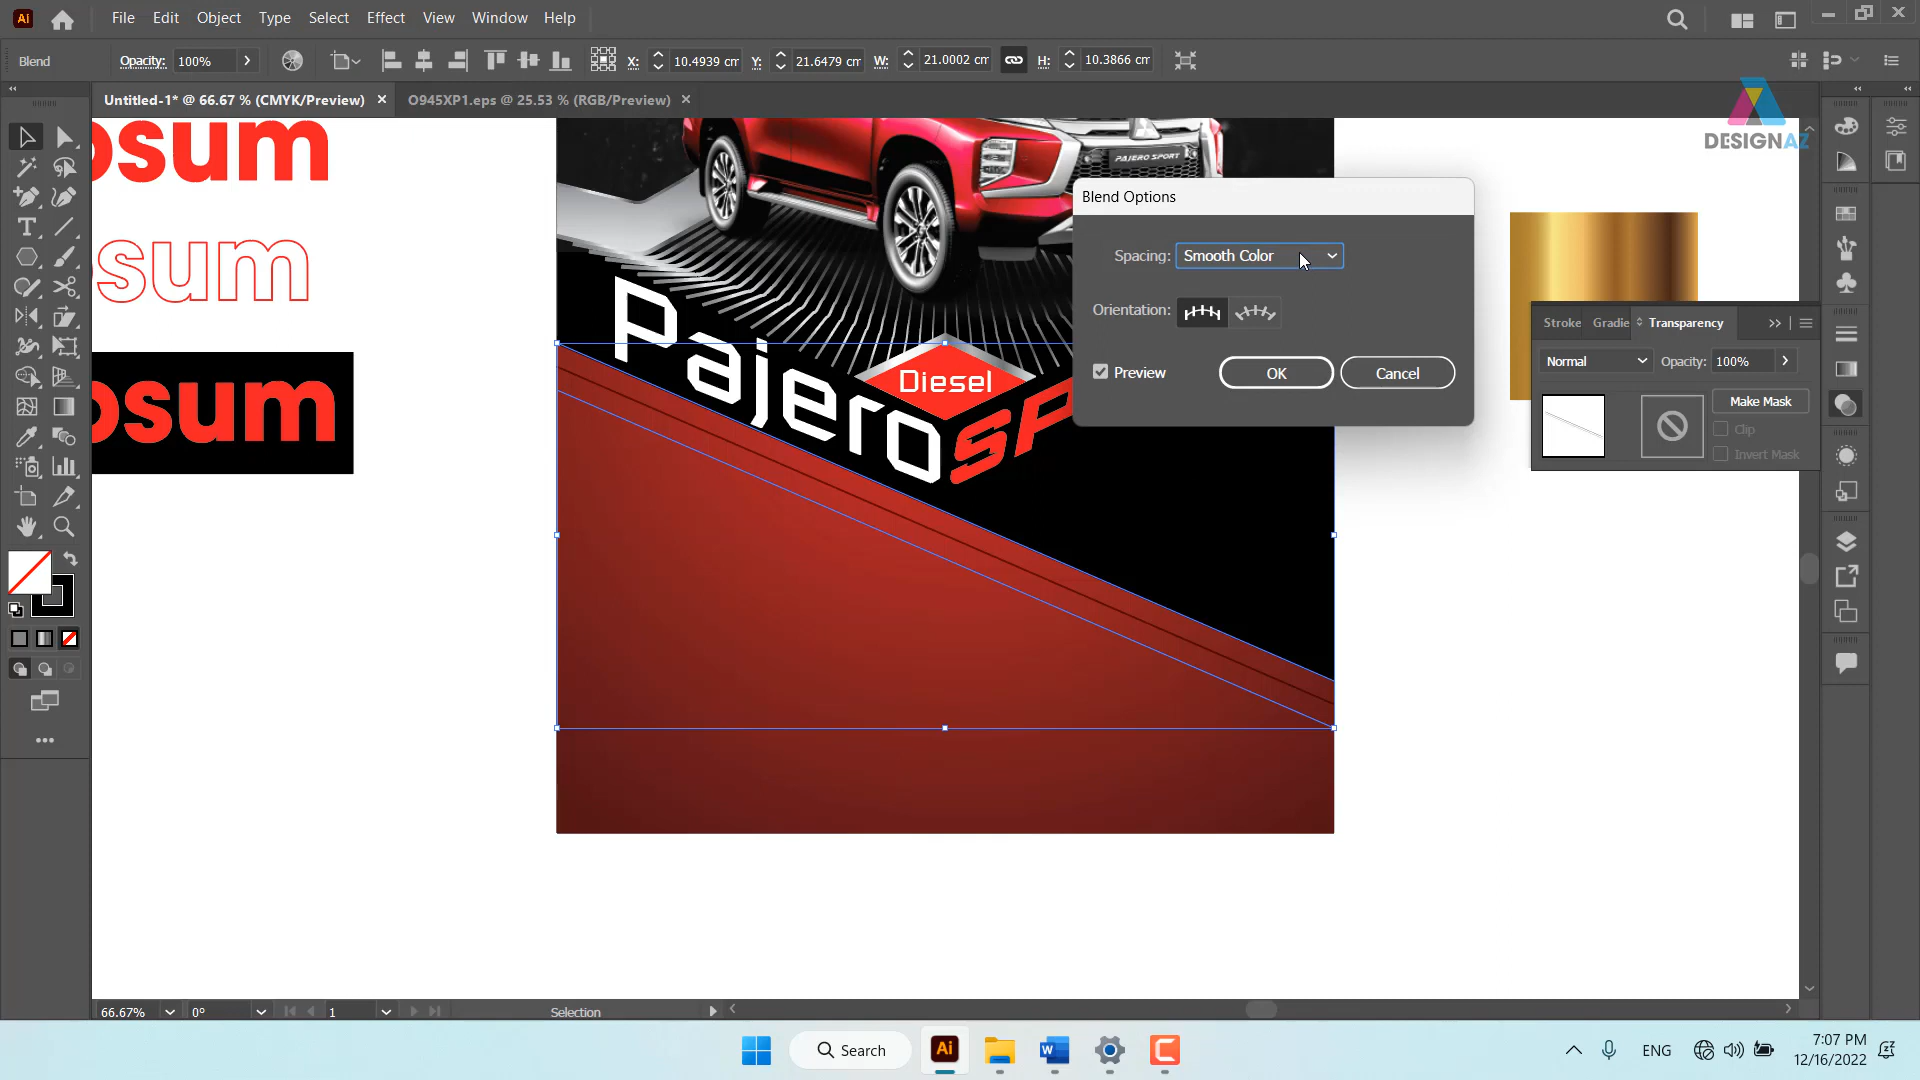 Ai File Edit Object Type Select Effect View Window Help
Blend Opacity: 100% X: 10.4939 cm Y: 21.6479 cm W: 21.0002 cm H: 10.3866 cm
Untitled-1* @ 66.67 % (CMYK/Preview) × O945XP1.eps @ 25.53 % (RGB/Preview) ×
DESIGNAZ
osum
PAJERO SPORT
Blend Options
Spacing: Smooth Color
sum
Orientation:
Stroke Gradie Transparency
Normal Opacity: 100%
Preview OK Cancel
Pajero
Diesel
SP
Make Mask
Clip
Invert Mask
osum
66.67% 0° 1 Selection
Search
Ai
W
C
ENG
7:07 PM
12/16/2022